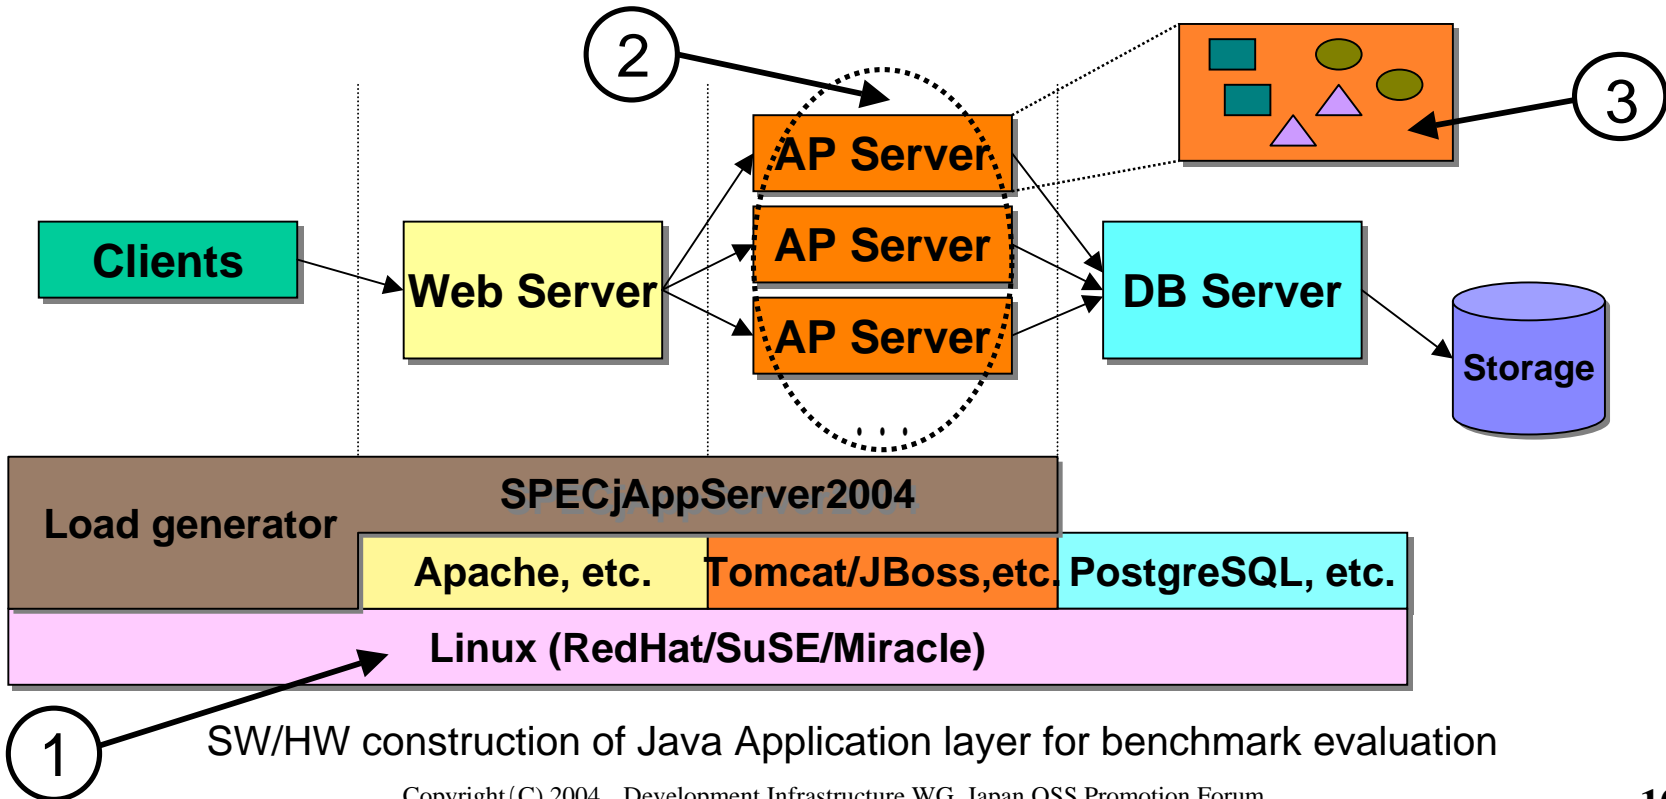 2
3
AP Server
AP Server
AP Server
Clients
Web Server
DB Server
Storage
. . .
SPECjAppServer2004
Load generator
Apache, etc.
Tomcat/JBoss,etc.
PostgreSQL, etc.
Linux (RedHat/SuSE/Miracle)
1
SW/HW construction of Java Application layer for benchmark evaluation
Copyright(C) 2004 Development Infrastructure WG, Japan OSS Promotion Forum